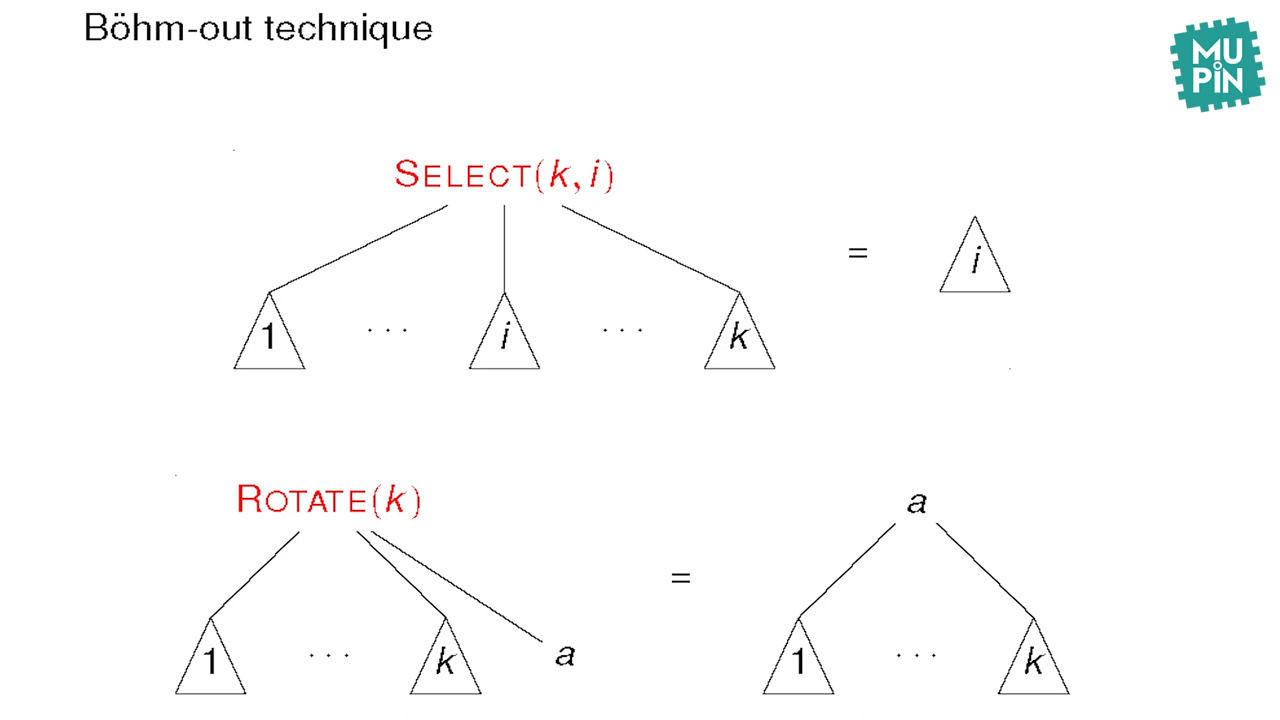 Böhm-out technique
MU
PIN
SELECT(k, i)
=
i
1 ... i ... k
ROTATE(k)
a
=
1 ... k a
1 ... k